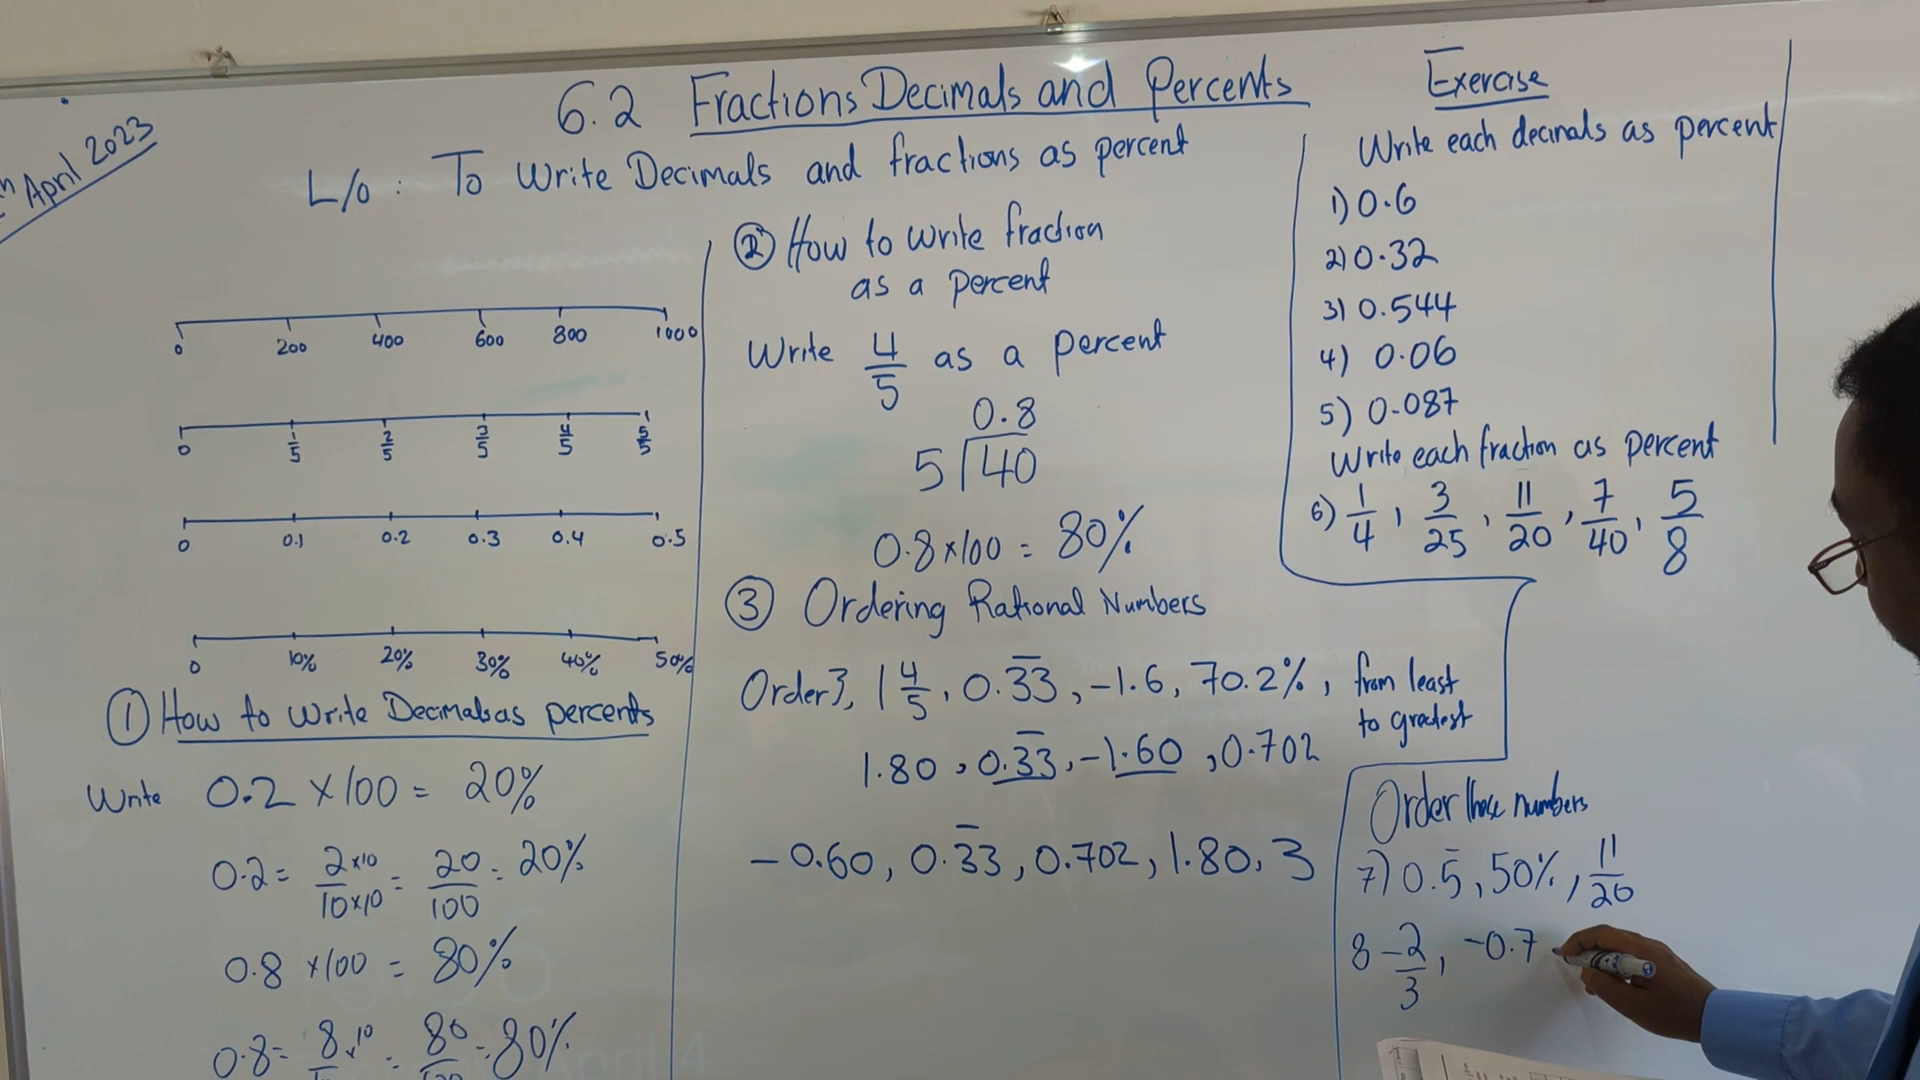 April 2023
6.2 Fractions Decimals and Percents
L/o: To Write Decimals and fractions as percent
0 200 400 600 800 1000
0 1/5 2/5 3/5 4/5 5/5
0 0.1 0.2 0.3 0.4 0.5
0 10% 20% 30% 40% 50%
① How to Write Decimals as percents
Write 0.2 × 100 = 20%
0.2 = 2×10/10×10 = 20/100 = 20%
0.8 ×100 = 80%
0.8 = 8×10 = 80 = 80%
② How to write fraction
as a percent
Write 4/5 as a percent
0.8
5 40
0.8×100 = 80%
③ Ordering Rational Numbers
Order 3, 1 4/5, 0.3̅3̅, -1.6, 70.2%, from least
to greatest
1.80, 0.3̅3̅, -1.60, 0.702
-0.60, 0.3̅3, 0.702, 1.80, 3
Exercise
Write each decimals as percent
1) 0.6
2) 0.32
3) 0.544
4) 0.06
5) 0.087
Write each fraction as percent
6) 1/4, 3/25, 11/20, 7/40, 5/8
Order these numbers
7) 0.5̅, 50%, 11/20
8 -2/3, -0.7